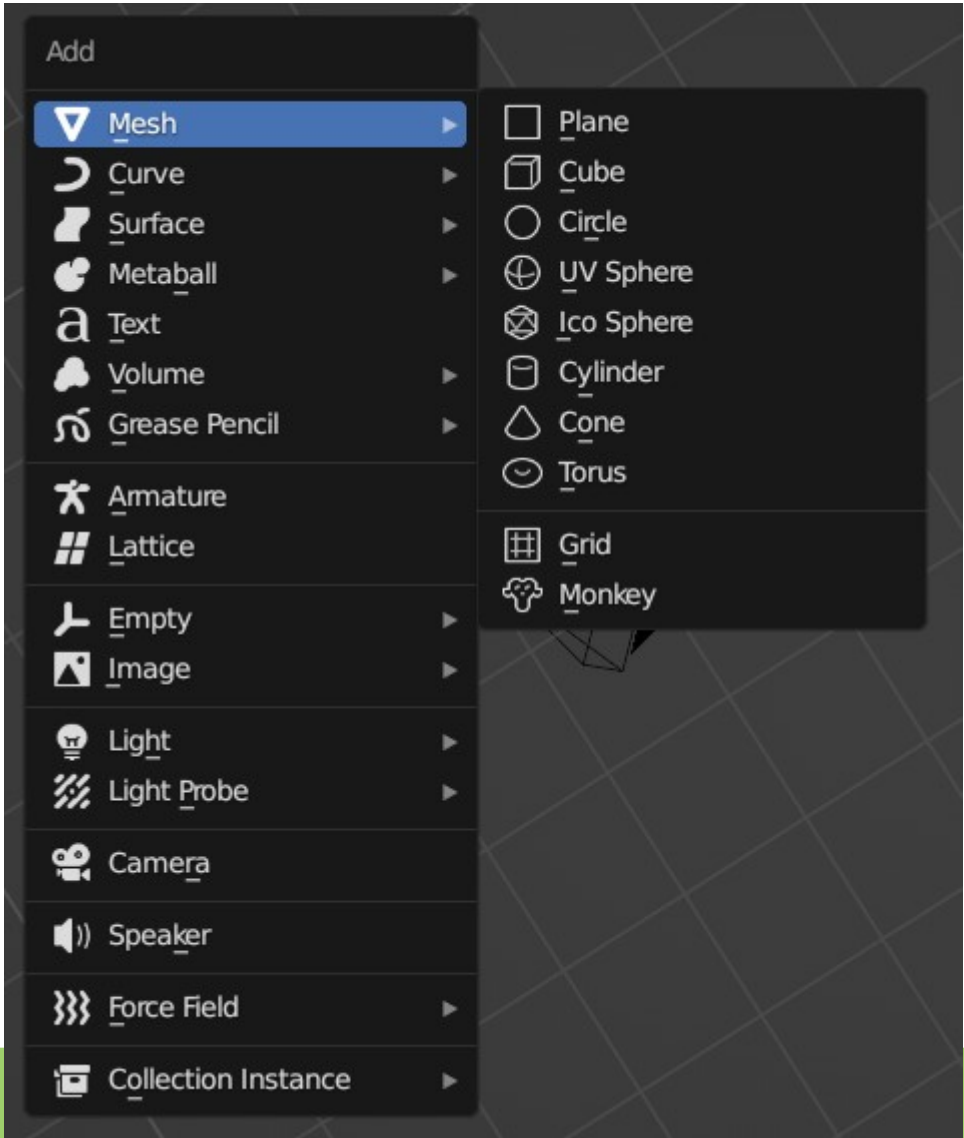 Add
Mesh
Curve
Surface
Metaball
Text
Volume
Grease Pencil
Armature
Lattice
Empty
Image
Light
Light Probe
Camera
Speaker
Force Field
Collection Instance
Plane
Cube
Circle
UV Sphere
Ico Sphere
Cylinder
Cone
Torus
Grid
Monkey